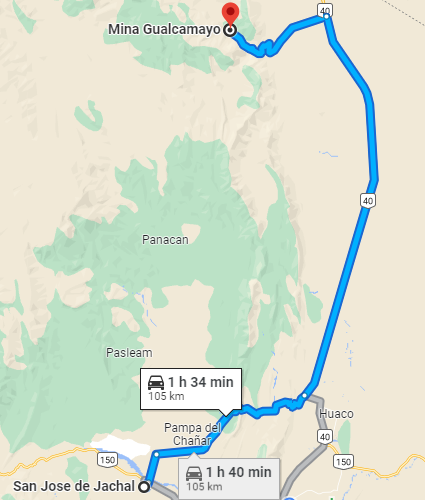 40
Mina Gualcamayo
40
Panacan
Pasleam
1 h 34 min
105 km
Huaco
Pampa del
Chañar
40
150
1 h 40 min
105 km
San Jose de Jachal
150